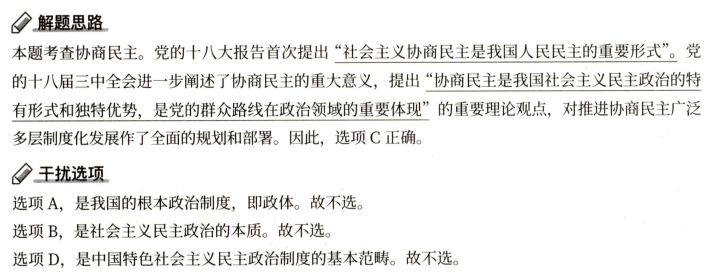 解题思路
本题考查协商民主。党的十八大报告首次提出“社会主义协商民主是我国人民民主的重要形式”。党
的十八届三中全会进一步阐述了协商民主的重大意义，提出“协商民主是我国社会主义民主政治的特
有形式和独特优势，是党的群众路线在政治领域的重要体现”的重要理论观点，对推进协商民主广泛
多层制度化发展作了全面的规划和部署。因此，选项 C 正确。
干扰选项
选项 A，是我国的根本政治制度，即政体。故不选。
选项 B，是社会主义民主政治的本质。故不选。
选项 D，是中国特色社会主义民主政治制度的基本范畴。故不选。